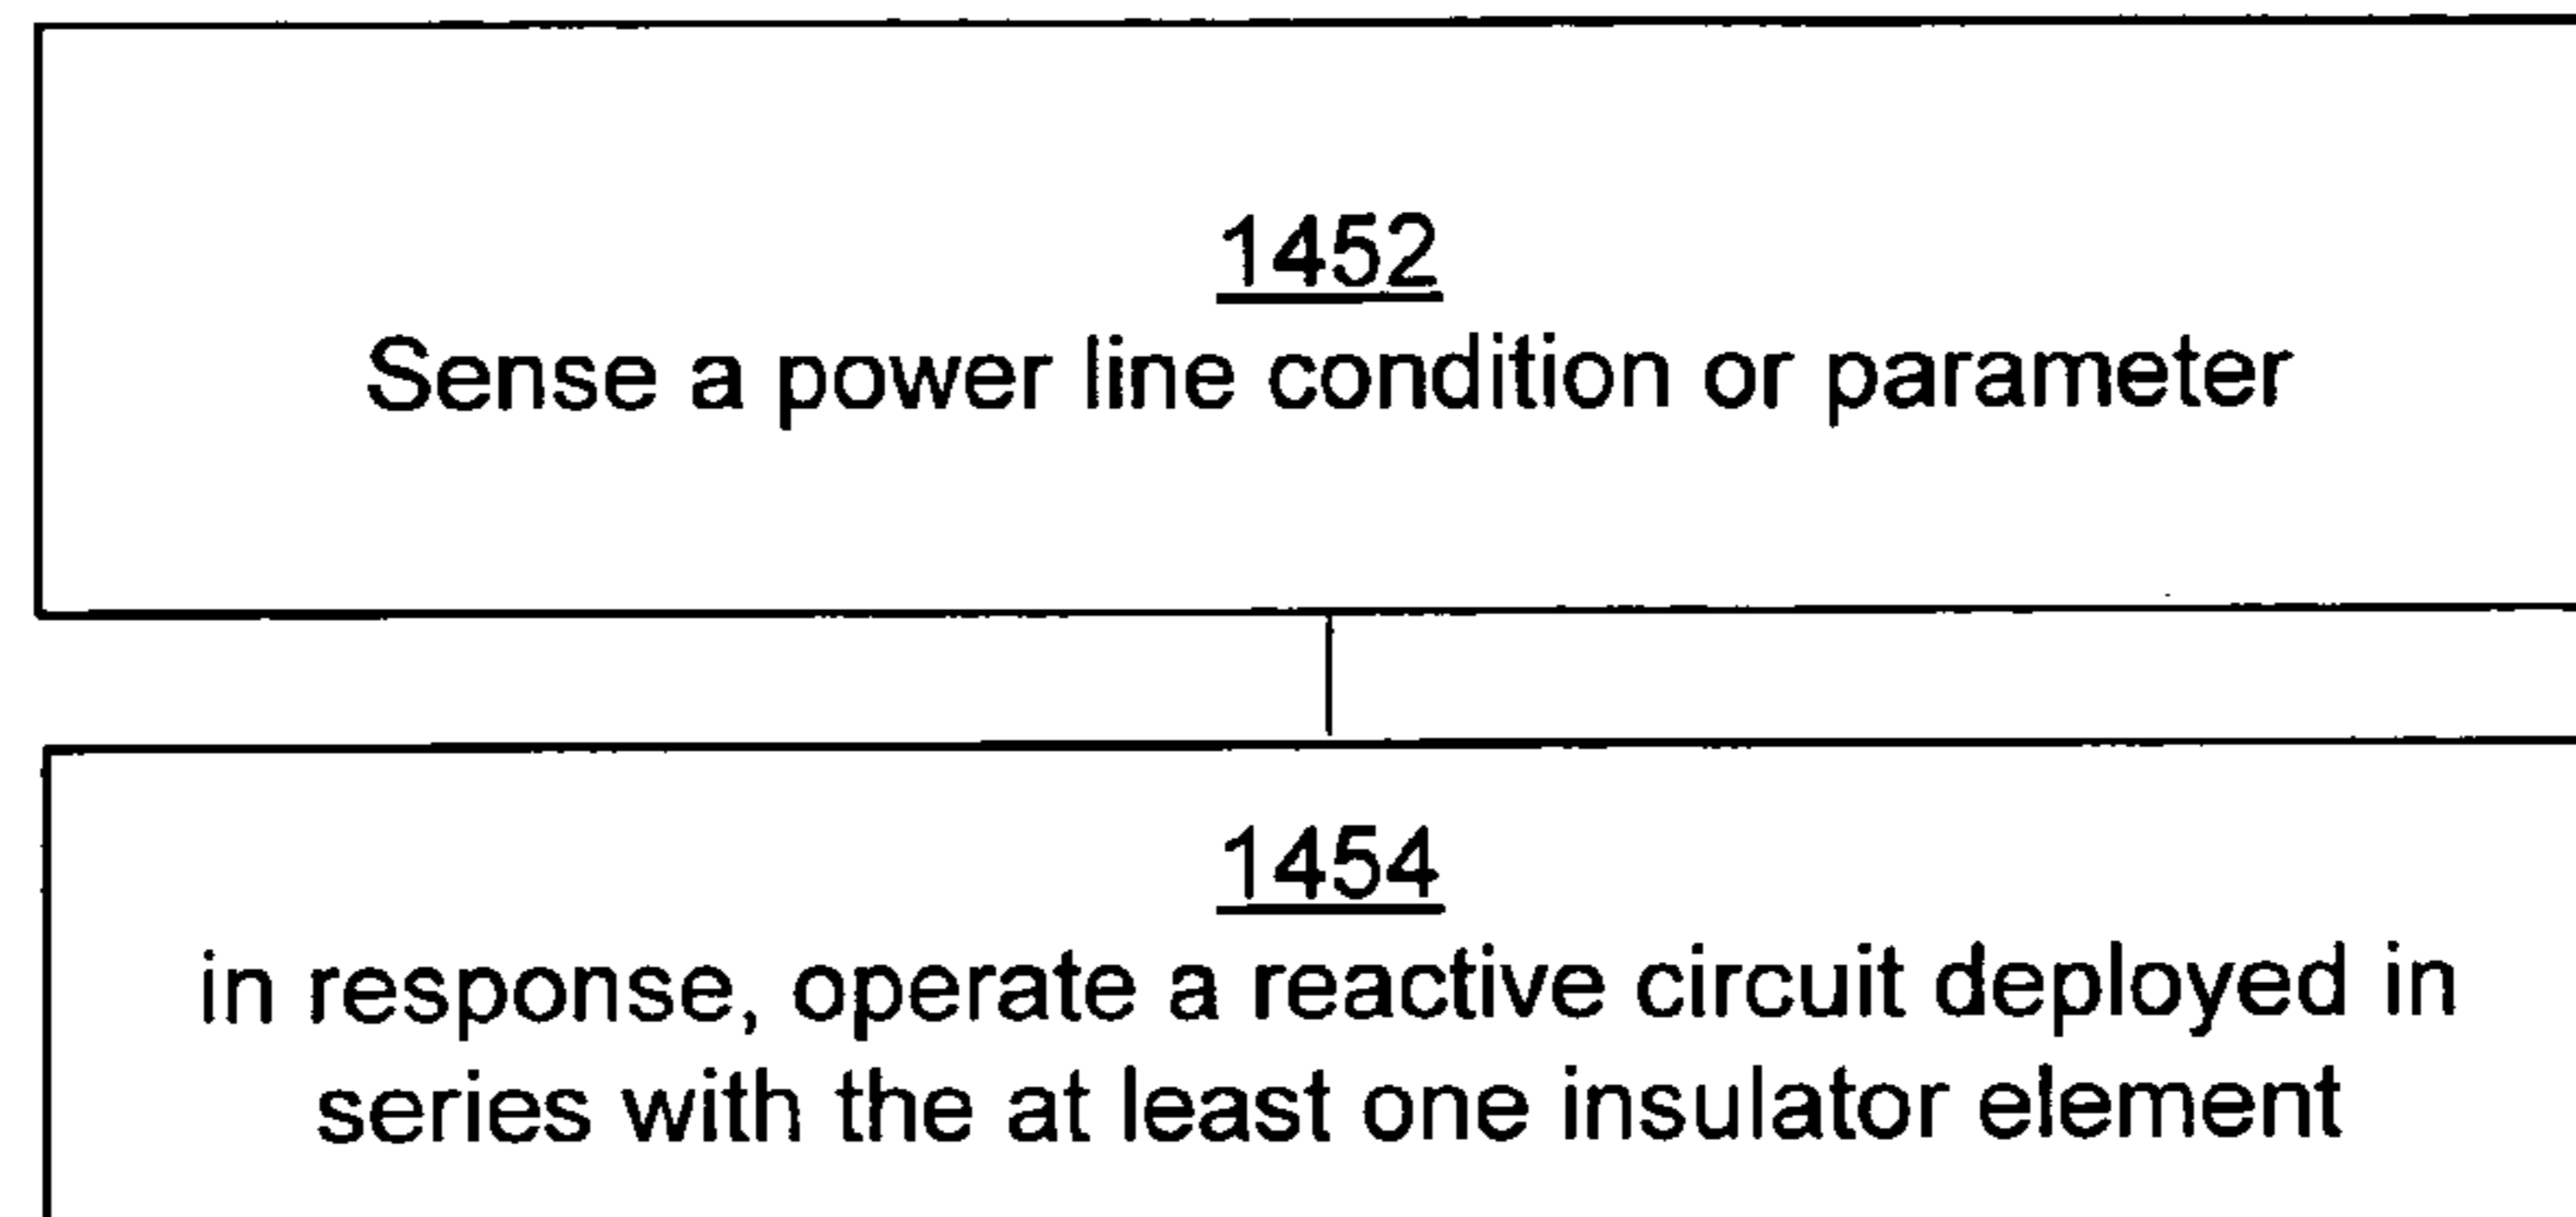 1452
Sense a power line condition or parameter
1454
in response, operate a reactive circuit deployed in
series with the at least one insulator element